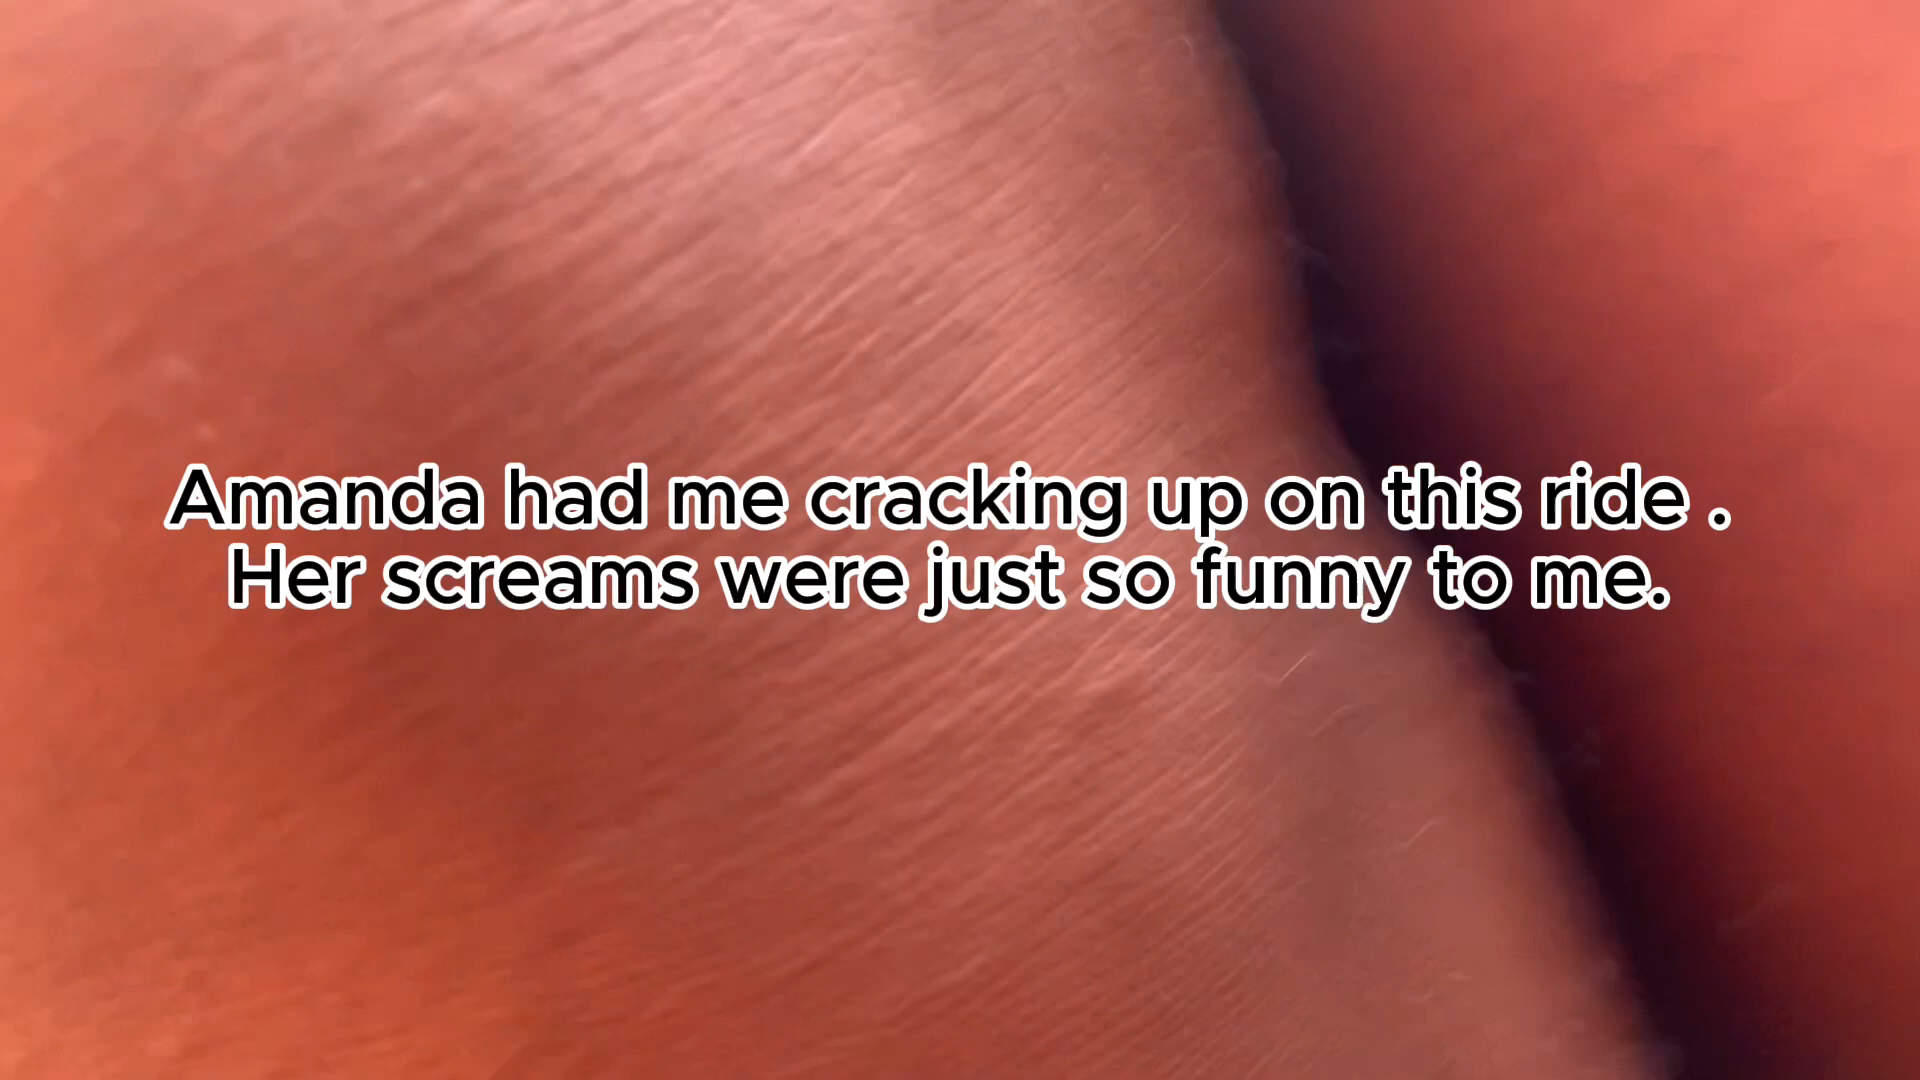 Amanda had me cracking up on this ride .
Her screams were just so funny to me.